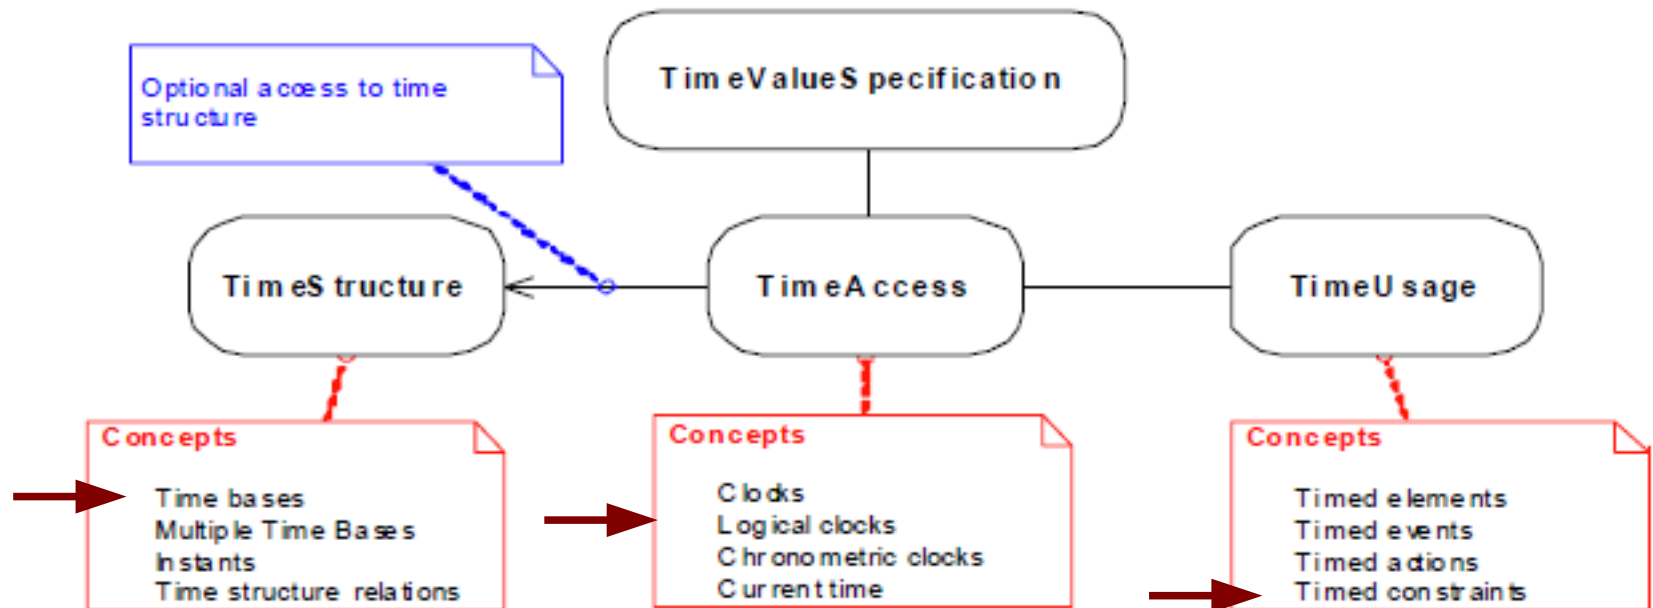 TimeValueSpecification
Optional access to time
structure
TimeStructure
TimeAccess
TimeUsage
Concepts
Time bases
Multiple Time Bases
Instants
Time structure relations
Concepts
Clocks
Logical clocks
Chronometric clocks
Current time
Concepts
Timed elements
Timed events
Timed actions
Timed constraints